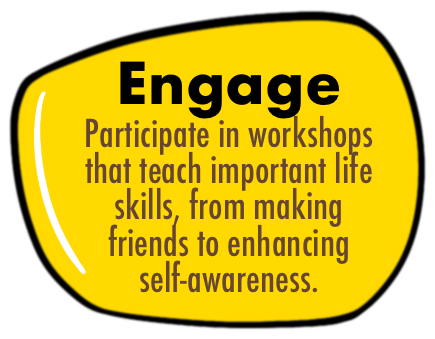 Engage
Participate in workshops
that teach important life
skills, from making
friends to enhancing
self-awareness.